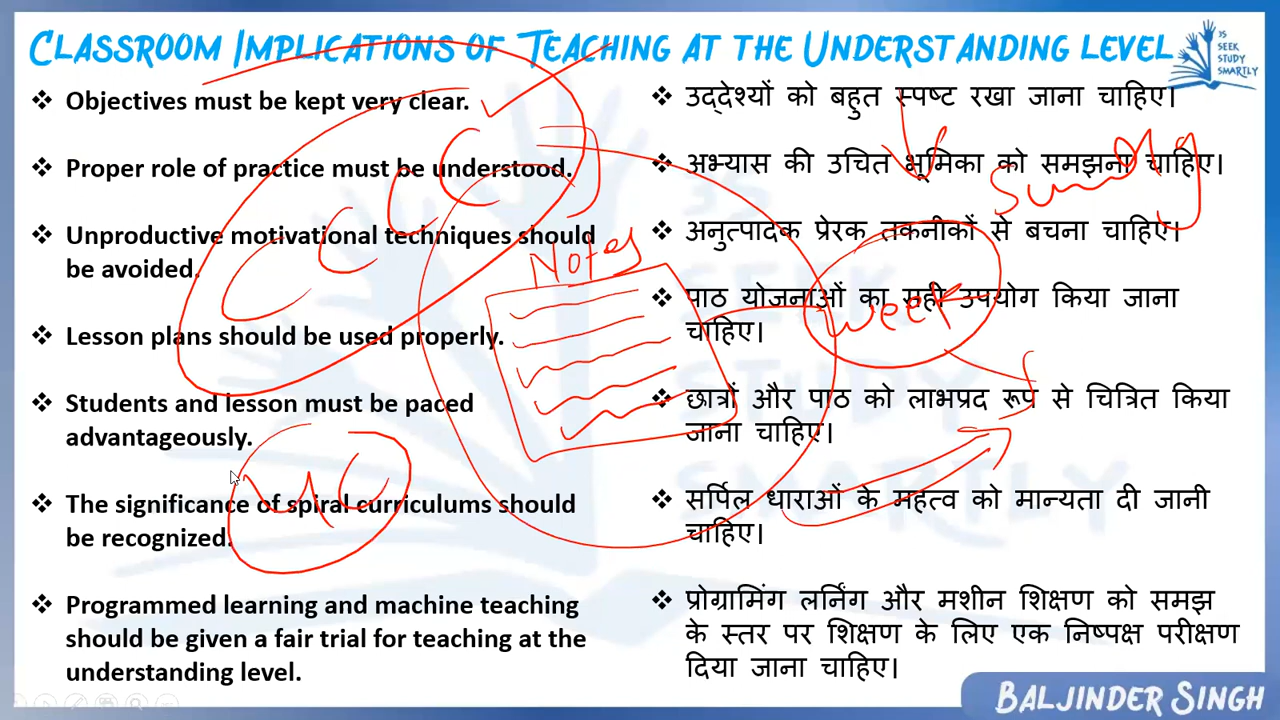 CLASSROOM IMPLICATIONS OF TEACHING AT THE UNDERSTANDING LEVEL
3S
SEEK
STUDY
SMARTLY
❖ Objectives must be kept very clear.
❖ Proper role of practice must be understood.
❖ Unproductive motivational techniques should
be avoided.
❖ Lesson plans should be used properly.
❖ Students and lesson must be paced
advantageously.
❖ The significance of spiral curriculums should
be recognized.
❖ Programmed learning and machine teaching
should be given a fair trial for teaching at the
understanding level.
❖ उद्देश्यों को बहुत स्पष्ट रखा जाना चाहिए।
❖ अभ्यास की उचित भूमिका को समझना चाहिए।
❖ अनुत्पादक प्रेरक तकनीकों से बचना चाहिए।
❖ पाठ योजनाओं का सही उपयोग किया जाना
चाहिए।
❖ छात्रों और पाठ को लाभप्रद रूप से चित्रित किया
जाना चाहिए।
❖ सर्पिल धाराओं के महत्व को मान्यता दी जानी
चाहिए।
❖ प्रोग्रामिंग लर्निंग और मशीन शिक्षण को समझ
के स्तर पर शिक्षण के लिए एक निष्पक्ष परीक्षण
दिया जाना चाहिए।
Notes
week
3S
SEEK
STUDY
SMARTLY
BALJINDER SINGH